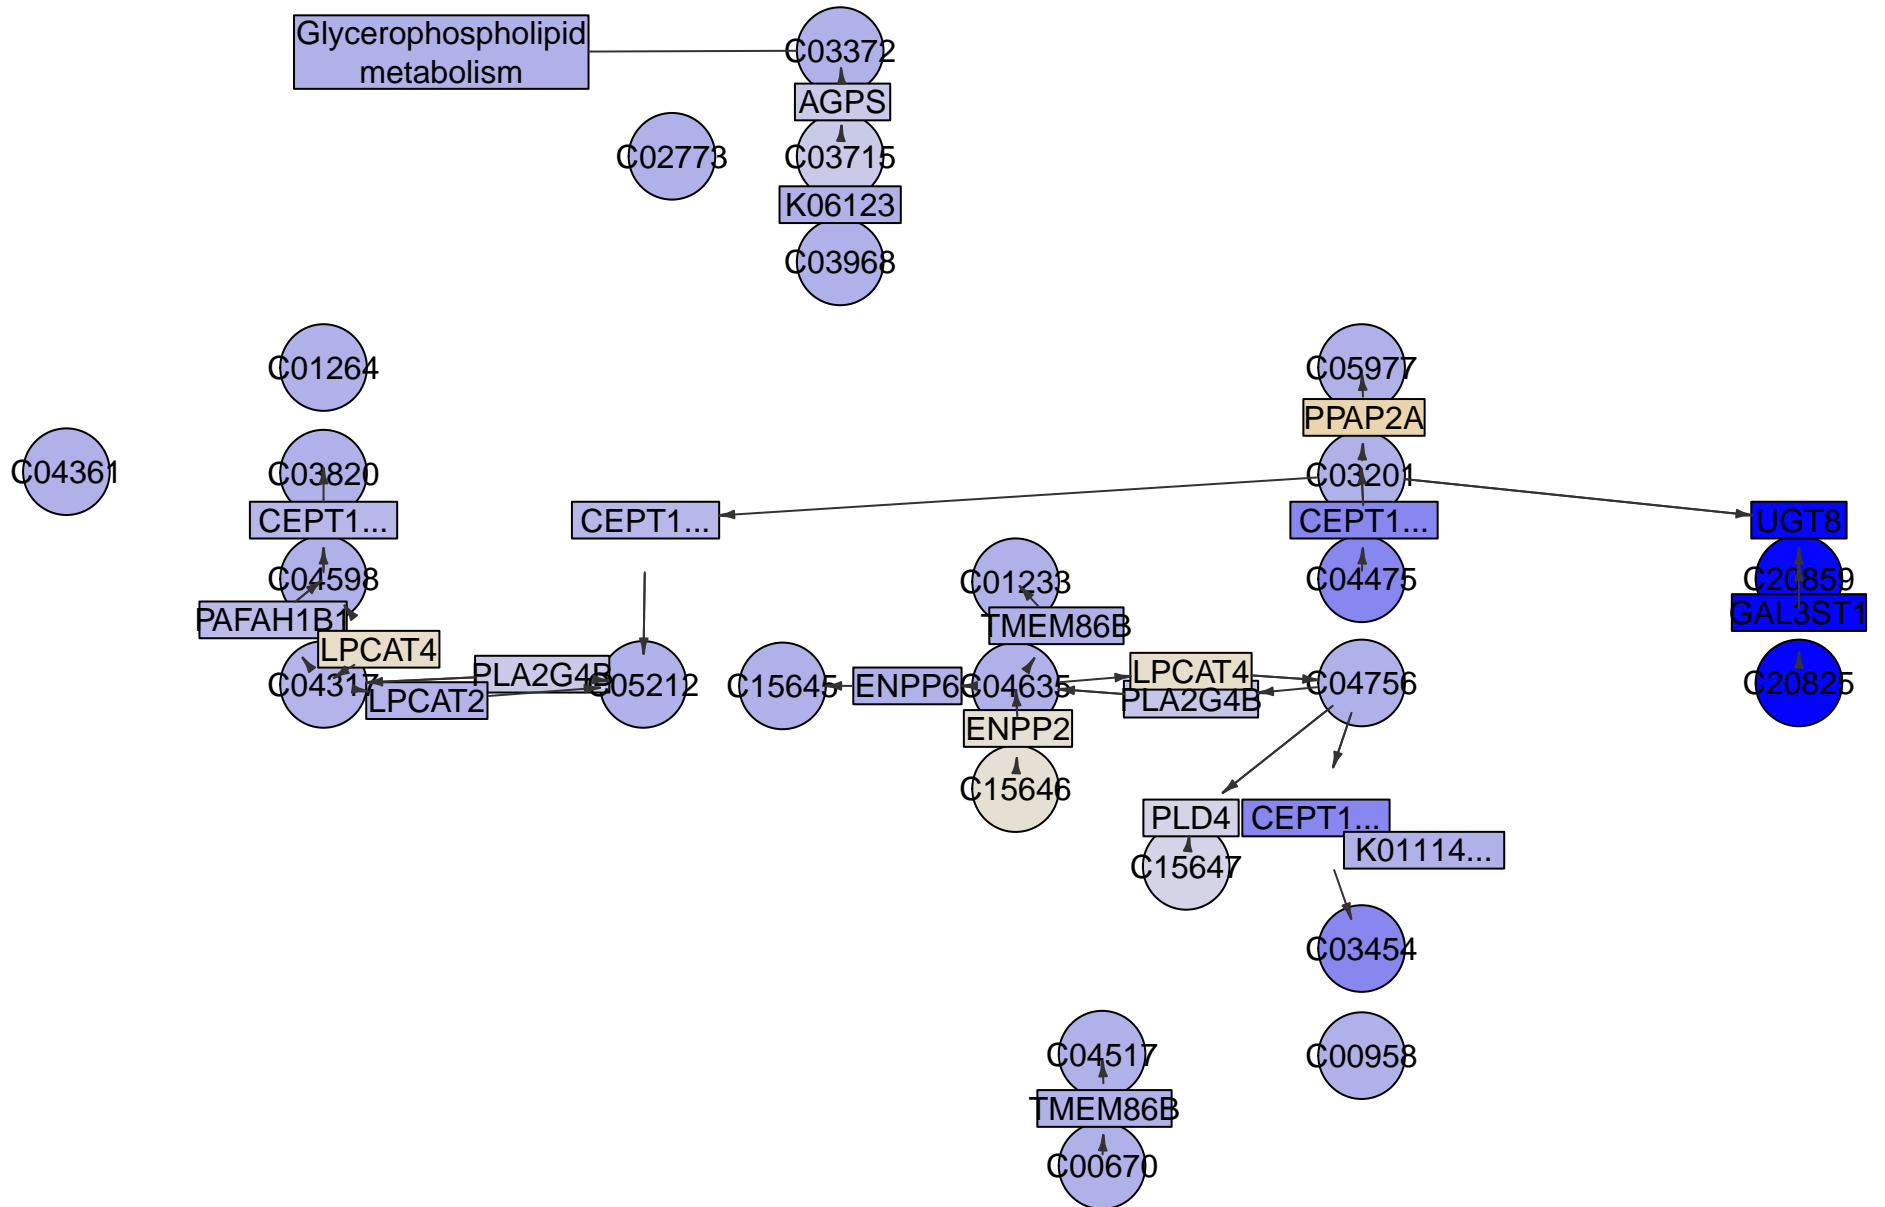 Glycerophospholipid
metabolism
C03372
AGPS
C02773
C03715
K06123
C03968
C01264
C05977
PPAP2A
C04361
C03820
C03201
CEPT1...
CEPT1...
CEPT1...
UGT8
C04598
C01233
C04475
C20859
PAFAH1B1
TMEM86B
GAL3ST1
LPCAT4
C04317
PLA2G4B
LPCAT2
C05212
C15645
ENPP6
C04635
LPCAT4
PLA2G4B
C04756
C20825
ENPP2
C15646
PLD4
CEPT1...
K01114...
C15647
C03454
C04517
C00958
TMEM86B
C00670